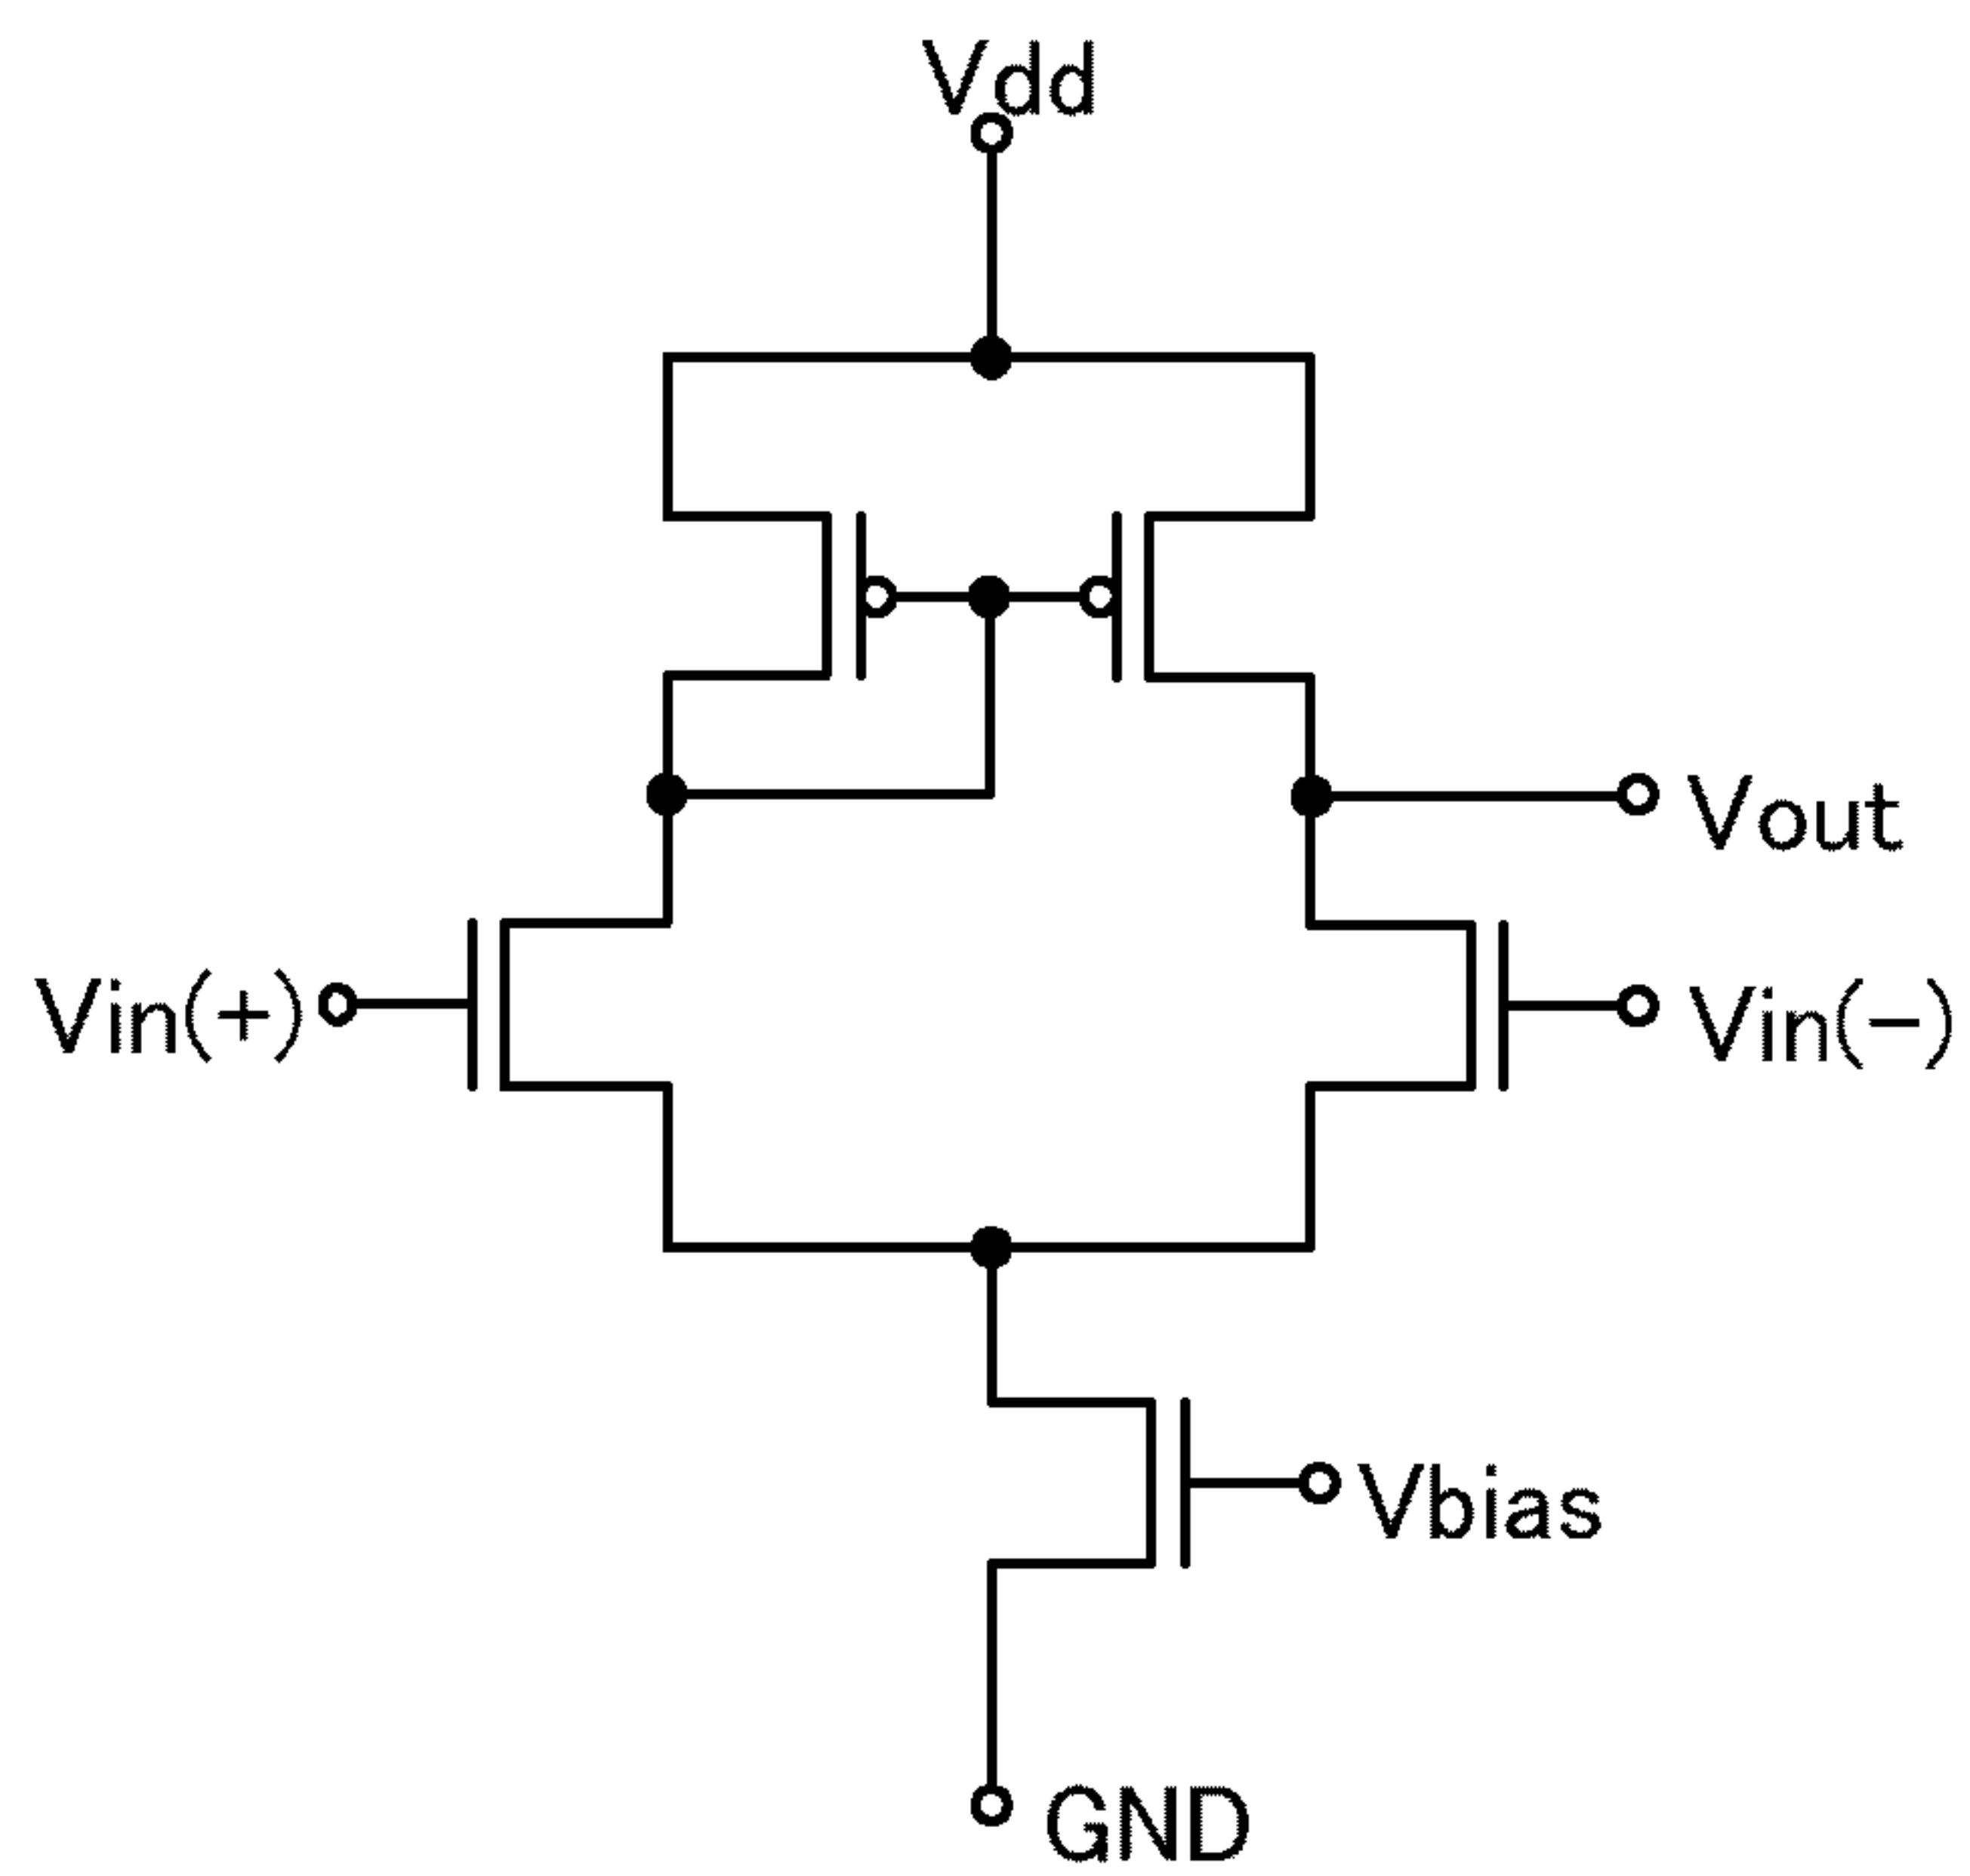 Vdd
Vout
Vin(+)
Vin(-)
Vbias
GND